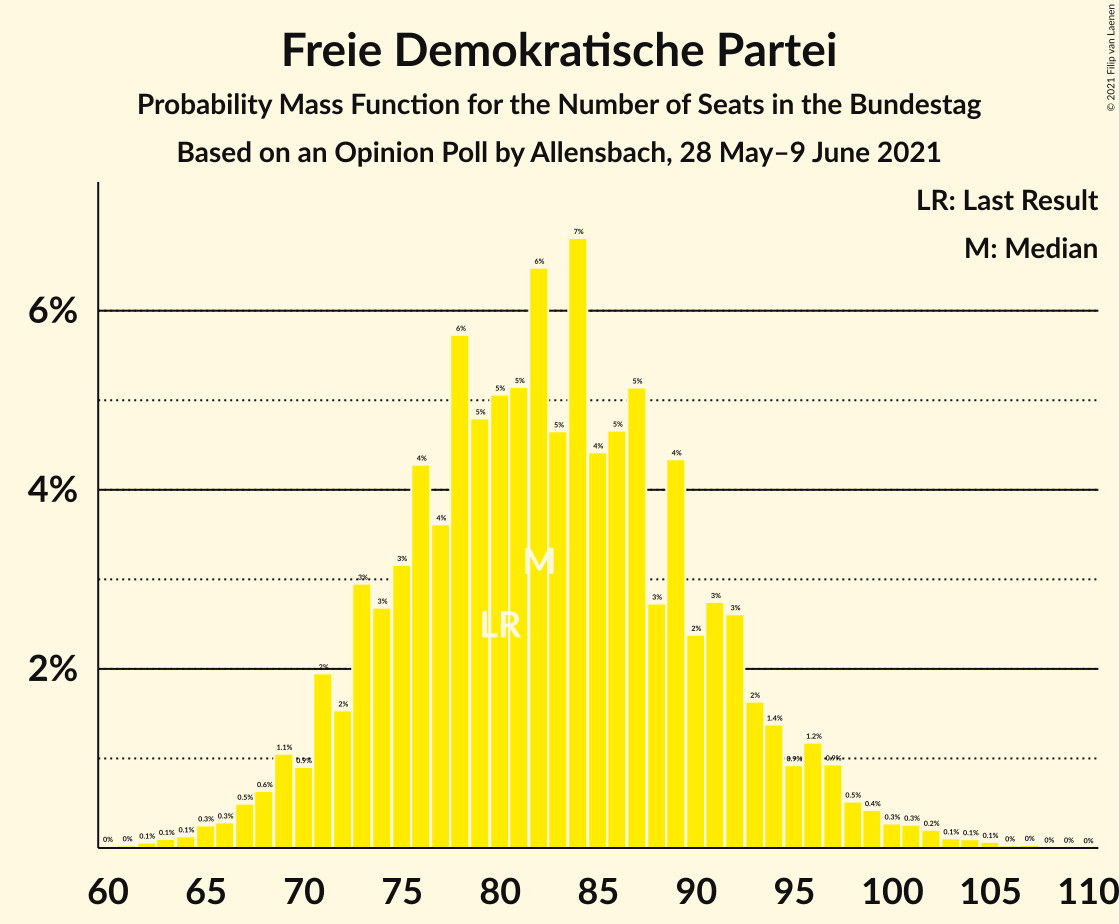 Freie Demokratische Partei
Probability Mass Function for the Number of Seats in the Bundestag
Based on an Opinion Poll by Allensbach, 28 May–9 June 2021
© 2021 Filip van Laenen
LR: Last Result
M: Median
6%
4%
2%
0% 0% 0.1% 0.1% 0.1% 0.3% 0.3% 0.5% 0.6% 1.1% 0.9% 2% 2% 3% 3% 3% 4% 4% 6% 5% 5% 5% 6% 5% 7% 4% 5% 5% 3% 4% 2% 3% 3% 2% 1.4% 0.9% 1.2% 0.9% 0.5% 0.4% 0.3% 0.3% 0.2% 0.1% 0.1% 0.1% 0% 0% 0% 0% 0%
M
LR
60 65 70 75 80 85 90 95 100 105 110